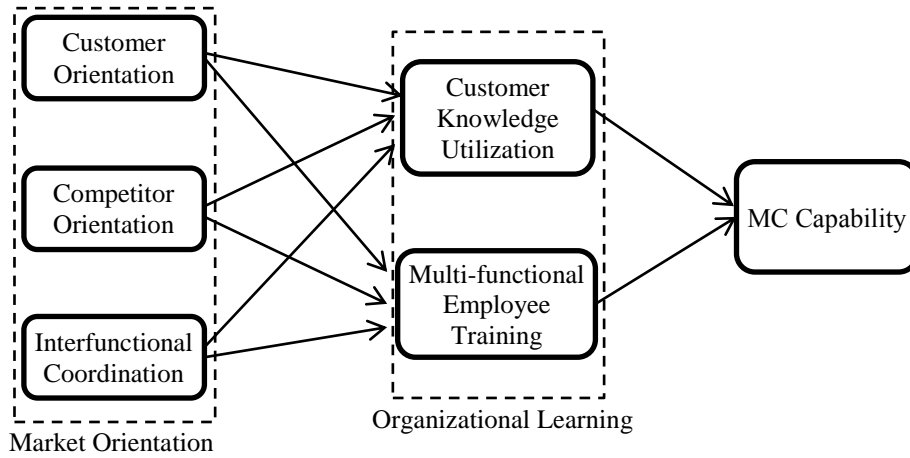 Customer
Orientation
Competitor
Orientation
Interfunctional
Coordination
Market Orientation
Customer
Knowledge
Utilization
Multi-functional
Employee
Training
Organizational Learning
MC Capability